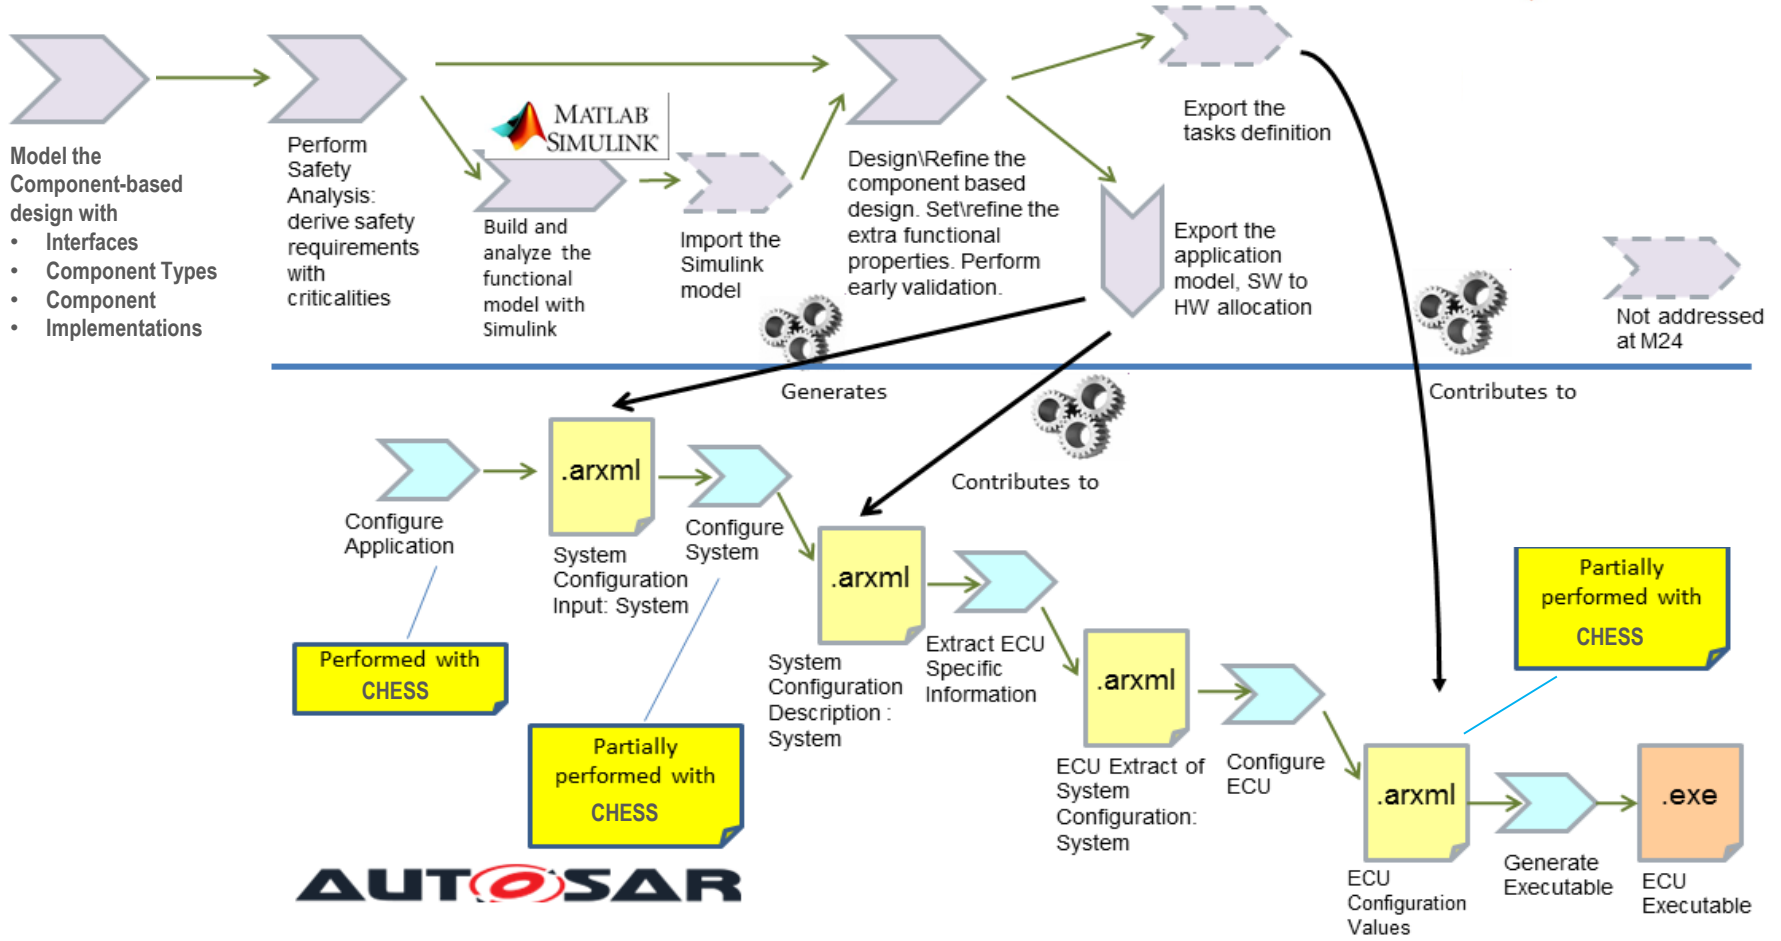 Model the
Component-based
design with
• Interfaces
• Component Types
• Component
• Implementations
Perform
Safety
Analysis:
derive safety
requirements
with
criticalities
MATLAB
SIMULINK
Build and
analyze the
functional
model with
Simulink
Import the
Simulink
model
Design\Refine the
component based
design. Set\refine the
extra functional
properties. Perform
early validation.
Export the
tasks definition
Export the
application
model, SW to
HW allocation
Not addressed
at M24
Generates
Contributes to
Contributes to
Configure
Application
.arxml
System
Configuration
Input: System
Configure
System
.arxml
System
Configuration
Description :
System
Extract ECU
Specific
Information
.arxml
ECU Extract of
System
Configuration:
System
Configure
ECU
.arxml
ECU
Configuration
Values
Generate
Executable
.exe
ECU
Executable
Performed with
CHESS
Partially
performed with
CHESS
Partially
performed with
CHESS
AUTOSAR